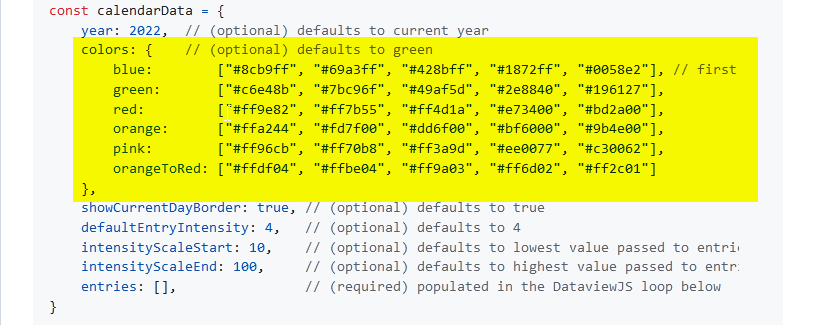 const calendarData = {
    year: 2022,  // (optional) defaults to current year
    colors: {    // (optional) defaults to green
        blue:        ["#8cb9ff", "#69a3ff", "#428bff", "#1872ff", "#0058e2"], // first
        green:       ["#c6e48b", "#7bc96f", "#49af5d", "#2e8840", "#196127"],
        red:         ["#ff9e82", "#ff7b55", "#ff4d1a", "#e73400", "#bd2a00"],
        orange:      ["#ffa244", "#fd7f00", "#dd6f00", "#bf6000", "#9b4e00"],
        pink:        ["#ff96cb", "#ff70b8", "#ff3a9d", "#ee0077", "#c30062"],
        orangeToRed: ["#ffdf04", "#ffbe04", "#ff9a03", "#ff6d02", "#ff2c01"]
    },
    showCurrentDayBorder: true, // (optional) defaults to true
    defaultEntryIntensity: 4,   // (optional) defaults to 4
    intensityScaleStart: 10,    // (optional) defaults to lowest value passed to entri
    intensityScaleEnd: 100,     // (optional) defaults to highest value passed to entr
    entries: [],                // (required) populated in the DataviewJS loop below
}